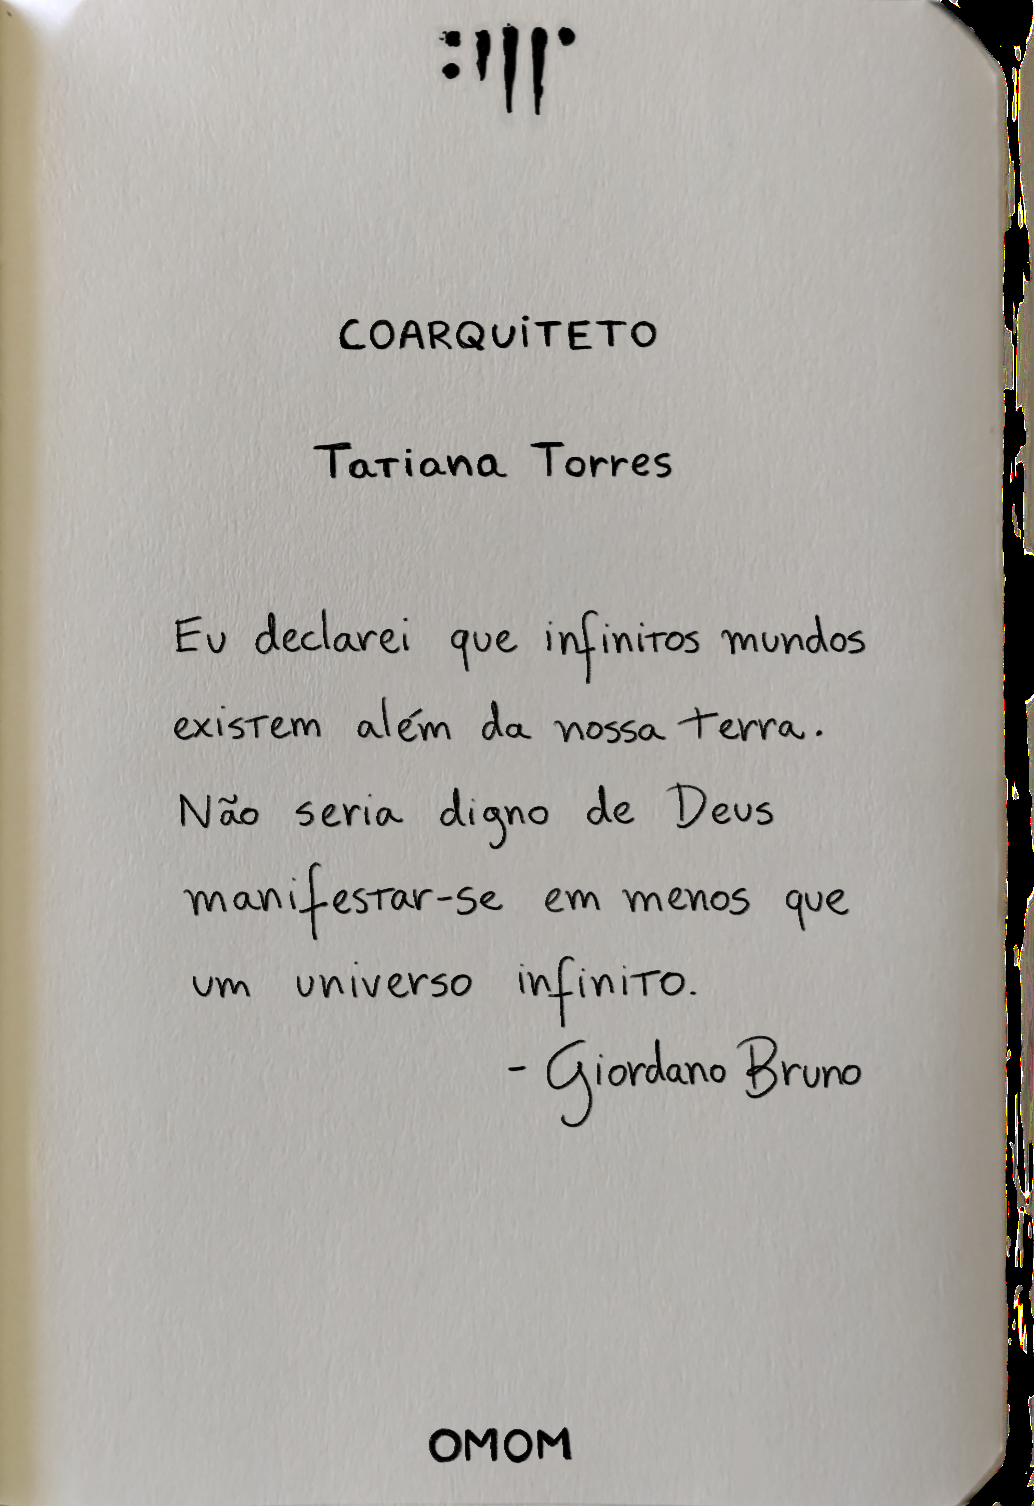 COARQUITETO
Tatiana Torres
Eu declarei que infinitos mundos
existem além da nossa terra.
Não seria digno de Deus
manifestar-se em menos que
um universo infinito.
- Giordano Bruno
OMOM